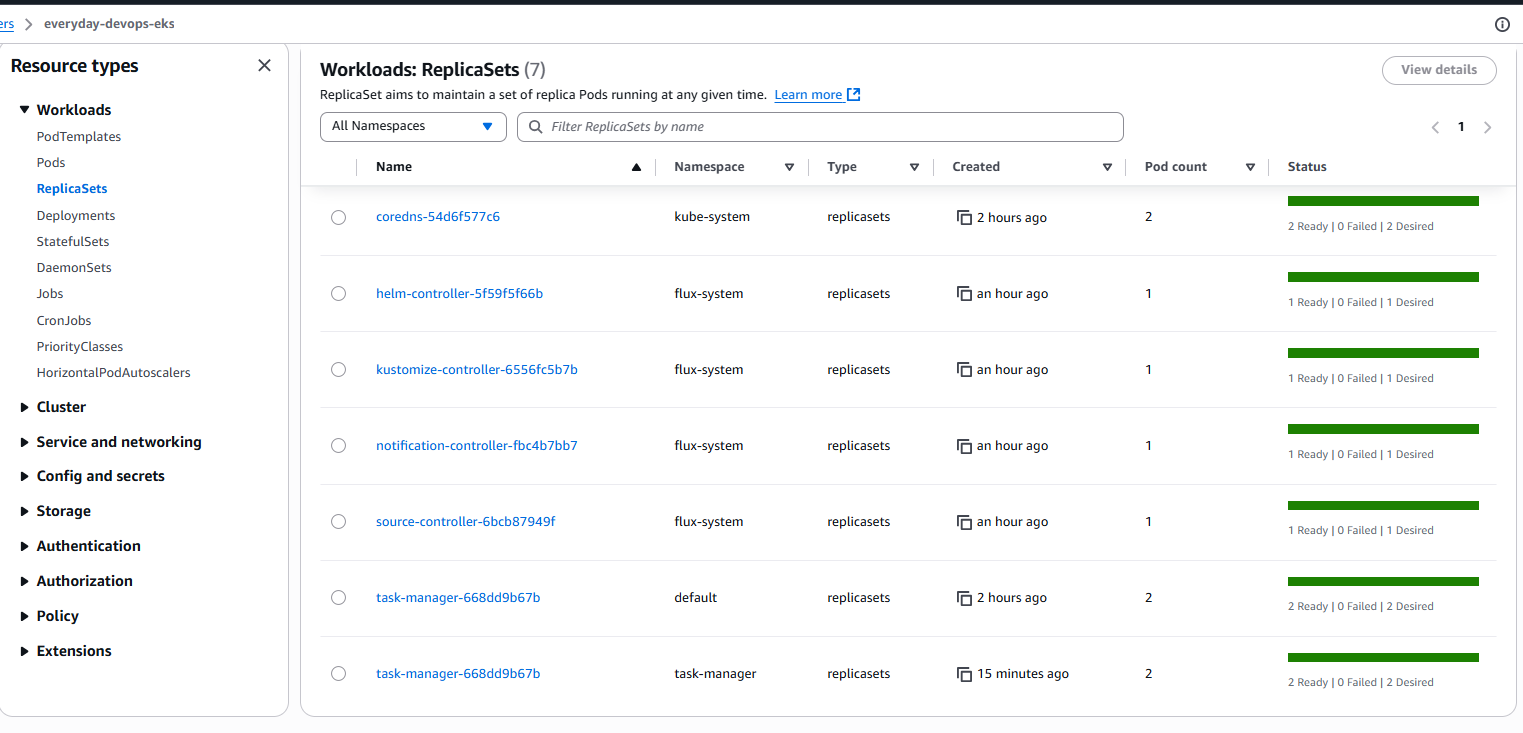 ers > everyday-devops-eks
Resource types
Workloads
PodTemplates
Pods
ReplicaSets
Deployments
StatefulSets
DaemonSets
Jobs
CronJobs
PriorityClasses
HorizontalPodAutoscalers
Cluster
Service and networking
Config and secrets
Storage
Authentication
Authorization
Policy
Extensions
Workloads: ReplicaSets (7)
View details
ReplicaSet aims to maintain a set of replica Pods running at any given time. Learn more
All Namespaces
Filter ReplicaSets by name
1
Name Namespace Type Created Pod count Status
coredns-54d6f577c6 kube-system replicasets 2 hours ago 2
2 Ready | 0 Failed | 2 Desired
helm-controller-5f59f5f66b flux-system replicasets an hour ago 1
1 Ready | 0 Failed | 1 Desired
kustomize-controller-6556fc5b7b flux-system replicasets an hour ago 1
1 Ready | 0 Failed | 1 Desired
notification-controller-fbc4b7bb7 flux-system replicasets an hour ago 1
1 Ready | 0 Failed | 1 Desired
source-controller-6bcb87949f flux-system replicasets an hour ago 1
1 Ready | 0 Failed | 1 Desired
task-manager-668dd9b67b default replicasets 2 hours ago 2
2 Ready | 0 Failed | 2 Desired
task-manager-668dd9b67b task-manager replicasets 15 minutes ago 2
2 Ready | 0 Failed | 2 Desired